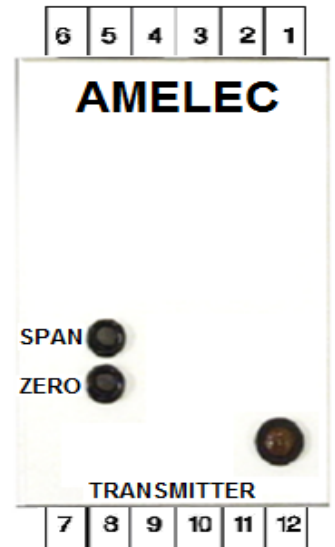 6 5 4 3 2 1
AMELEC
SPAN
ZERO
TRANSMITTER
7 8 9 10 11 12